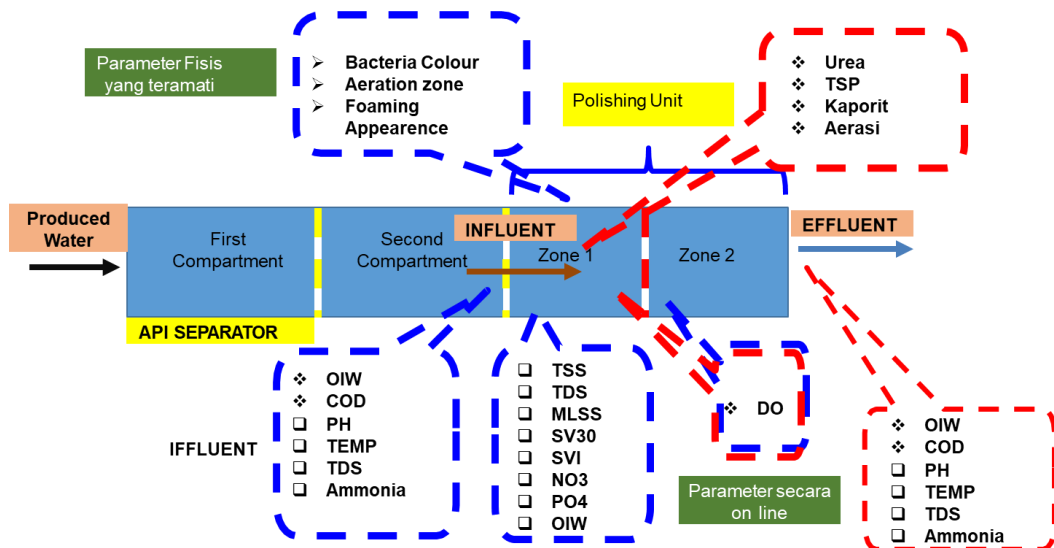 Parameter Fisis
yang teramati
➢ Bacteria Colour
➢ Aeration zone
➢ Foaming
Appearence
Polishing Unit
❖ Urea
❖ TSP
❖ Kaporit
❖ Aerasi
Produced
Water
First
Compartment
Second
Compartment
INFLUENT
Zone 1
Zone 2
EFFLUENT
API SEPARATOR
IFFLUENT
❖ OIW
❖ COD
❑ PH
❑ TEMP
❑ TDS
❑ Ammonia
❑ TSS
❑ TDS
❑ MLSS
❑ SV30
❑ SVI
❑ NO3
❑ PO4
❑ OIW
❖ DO
Parameter secara
on line
❖ OIW
❖ COD
❑ PH
❑ TEMP
❑ TDS
❑ Ammonia